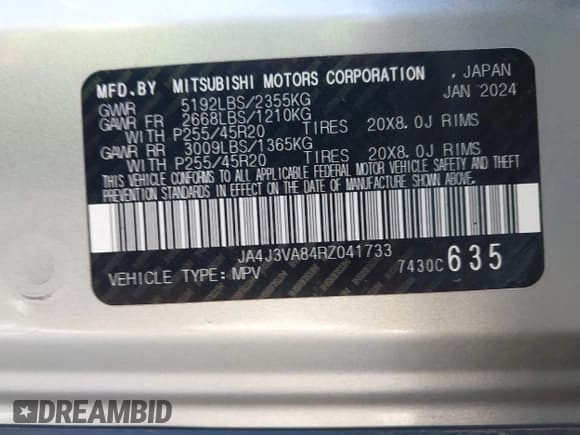 MFD.BY MITSUBISHI MOTORS CORPORATION , JAPAN
GVWR 5192LBS/2355KG JAN 2024
GAWR FR 2668LBS/1210KG
WITH P255/45R20 TIRES 20X8.0J RIMS
GAWR RR 3009LBS/1365KG
WITH P255/45R20 TIRES 20X8.0J RIMS
THIS VEHICLE CONFORMS TO ALL APPLICABLE FEDERAL MOTOR VEHICLE SAFETY AND THEFT
PREVENTION STANDARDS IN EFFECT ON THE DATE OF MANUFACTURE SHOWN ABOVE.
JA4J3VA84RZ041733
VEHICLE TYPE:MPV 7430C635
DREAMBID